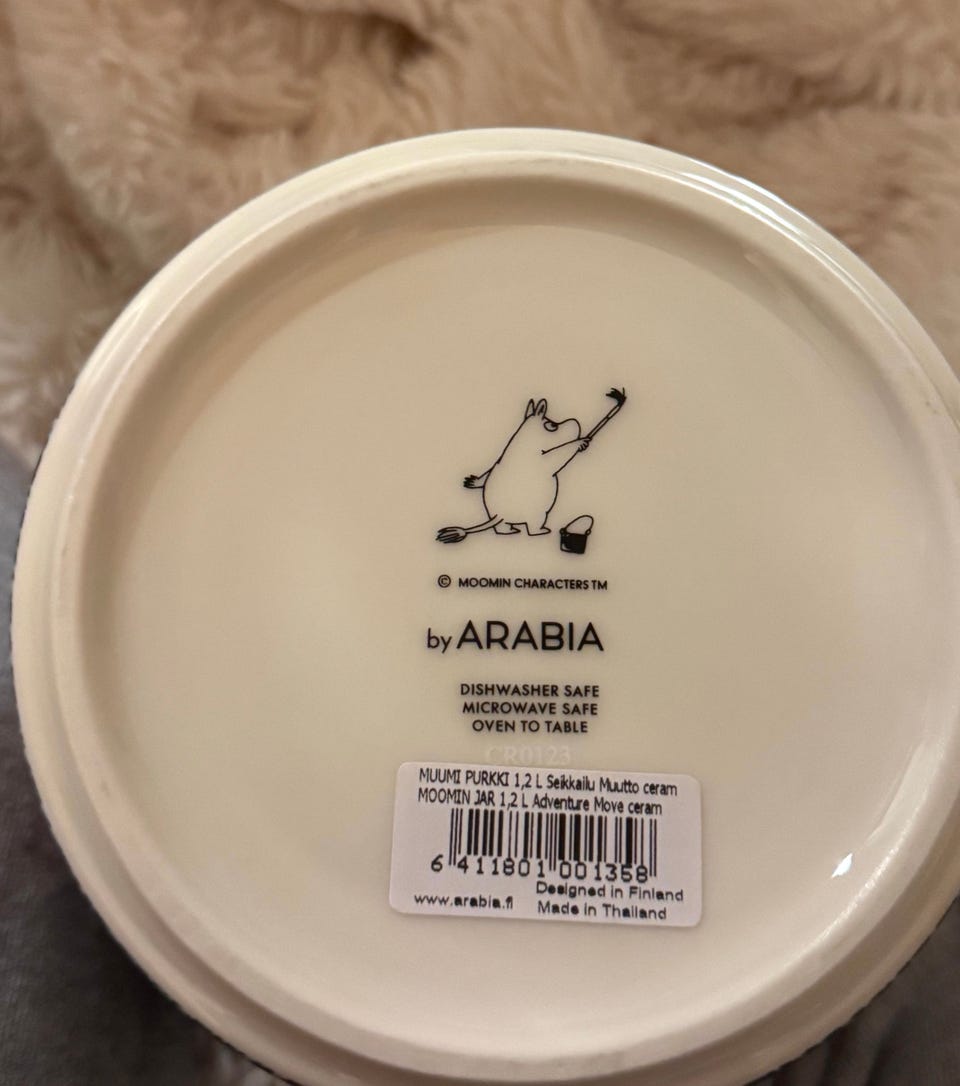 © MOOMIN CHARACTERS TM
by ARABIA
DISHWASHER SAFE
MICROWAVE SAFE
OVEN TO TABLE
CR0123
MUUMI PURKKI 1,2 L Seikkailu Muutto ceram
MOOMIN JAR 1,2 L Adventure Move ceram
6 411801 001358
Designed in Finland
www.arabia.fi Made in Thailand